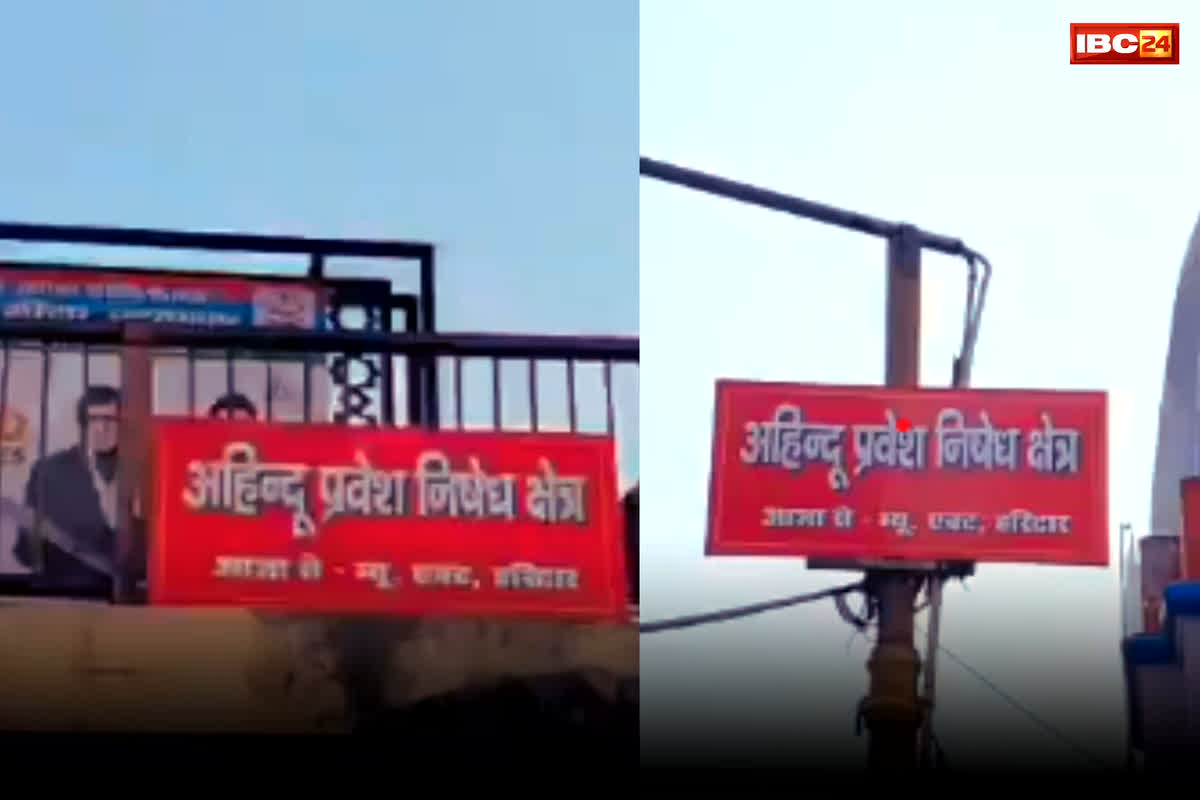 IBC24
अहिन्दू प्रवेश निषेध क्षेत्र
आज्ञा से - म्यू. एक्ट, हरिद्वार
अहिन्दू प्रवेश निषेध क्षेत्र
आज्ञा से - म्यू. एक्ट, हरिद्वार